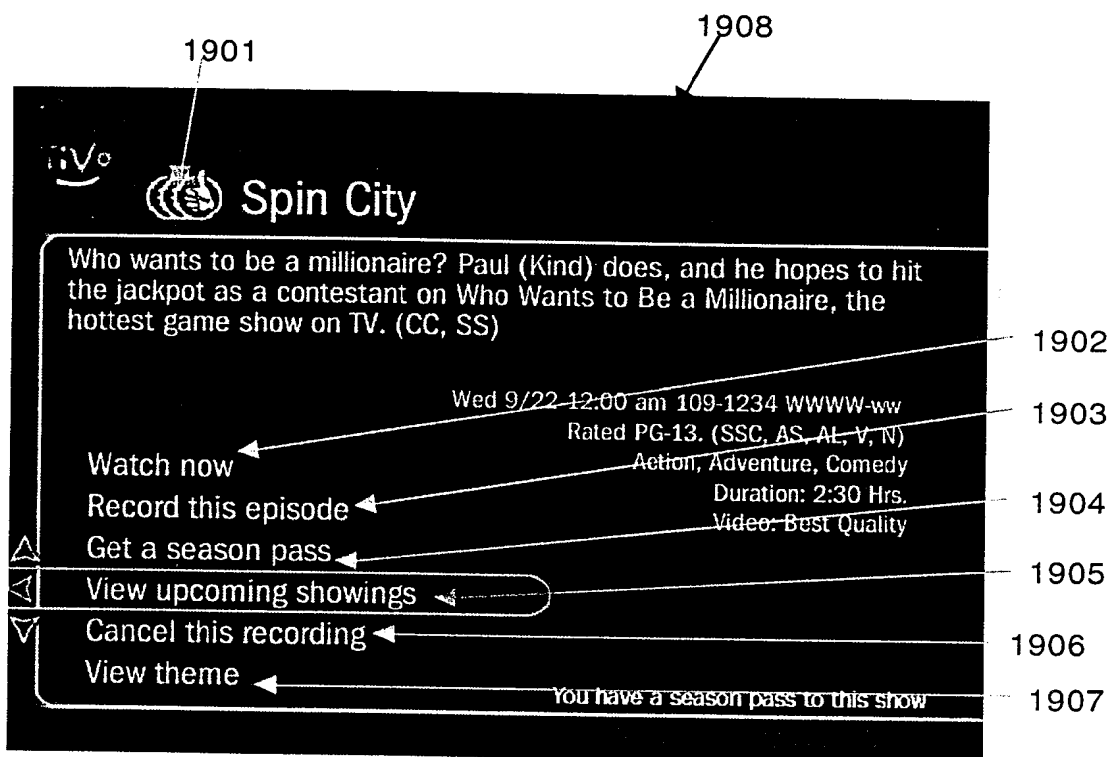 1901
1908
TiVo
Spin City
Who wants to be a millionaire? Paul (Kind) does, and he hopes to hit
the jackpot as a contestant on Who Wants to Be a Millionaire, the
hottest game show on TV. (CC, SS)
1902
Wed 9/22 12:00 am 109-1234 WWWW-ww
1903
Rated PG-13. (SSC, AS, AL, V, N)
Watch now
Action, Adventure, Comedy
Record this episode
Duration: 2:30 Hrs.
1904
Video: Best Quality
Get a season pass
1905
View upcoming showings
Cancel this recording
1906
View theme
You have a season pass to this show
1907